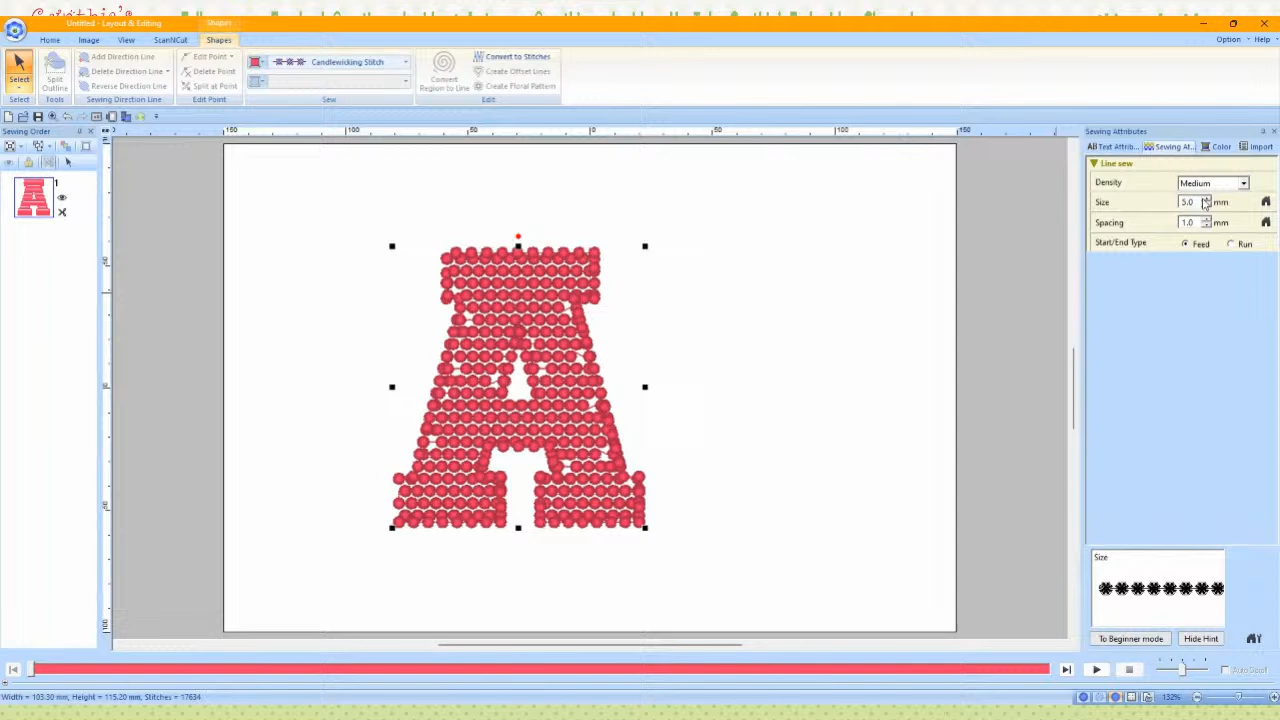 Untitled - Layout & Editing
Shapes
Home Image View ScanNCut Shapes Option Help
Select
Split Outline
Add Direction Line
Delete Direction Line
Reverse Direction Line
Edit Point
Delete Point
Split at Point
Candlewicking Stitch
Convert Region to Line
Convert to Stitches
Create Offset Lines
Create Floral Pattern
Select Tools Sewing Direction Line Edit Point Sew Edit
Sewing Order
150 100 50 0 50 100 150
1
Sewing Attributes
Text Attrib... Sewing At... Color Import
Line sew
Density Medium
Size 5.0 mm
Spacing 1.0 mm
Start/End Type Feed Run
Size
To Beginner mode Hide Hint
Auto Scroll
Width = 103.30 mm, Height = 115.20 mm, Stitches = 17634
132%